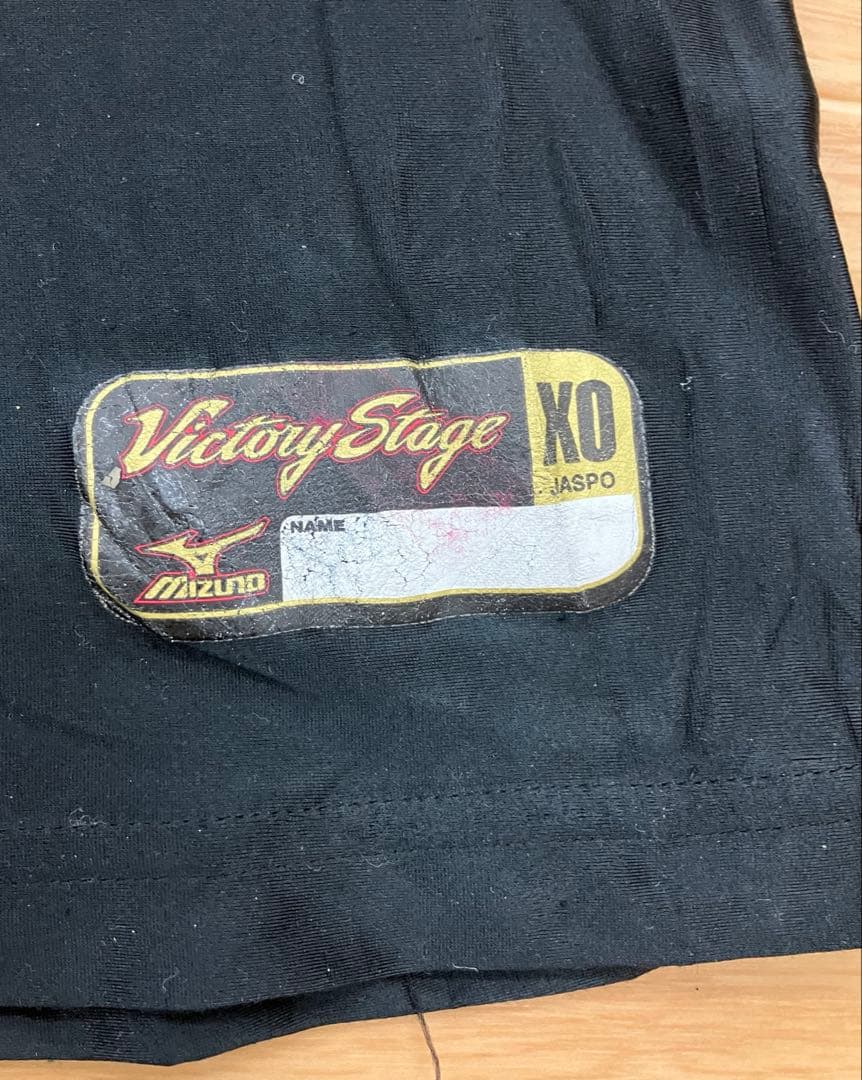 Victory Stage
XO
JASPO
NAME
MIZUNO